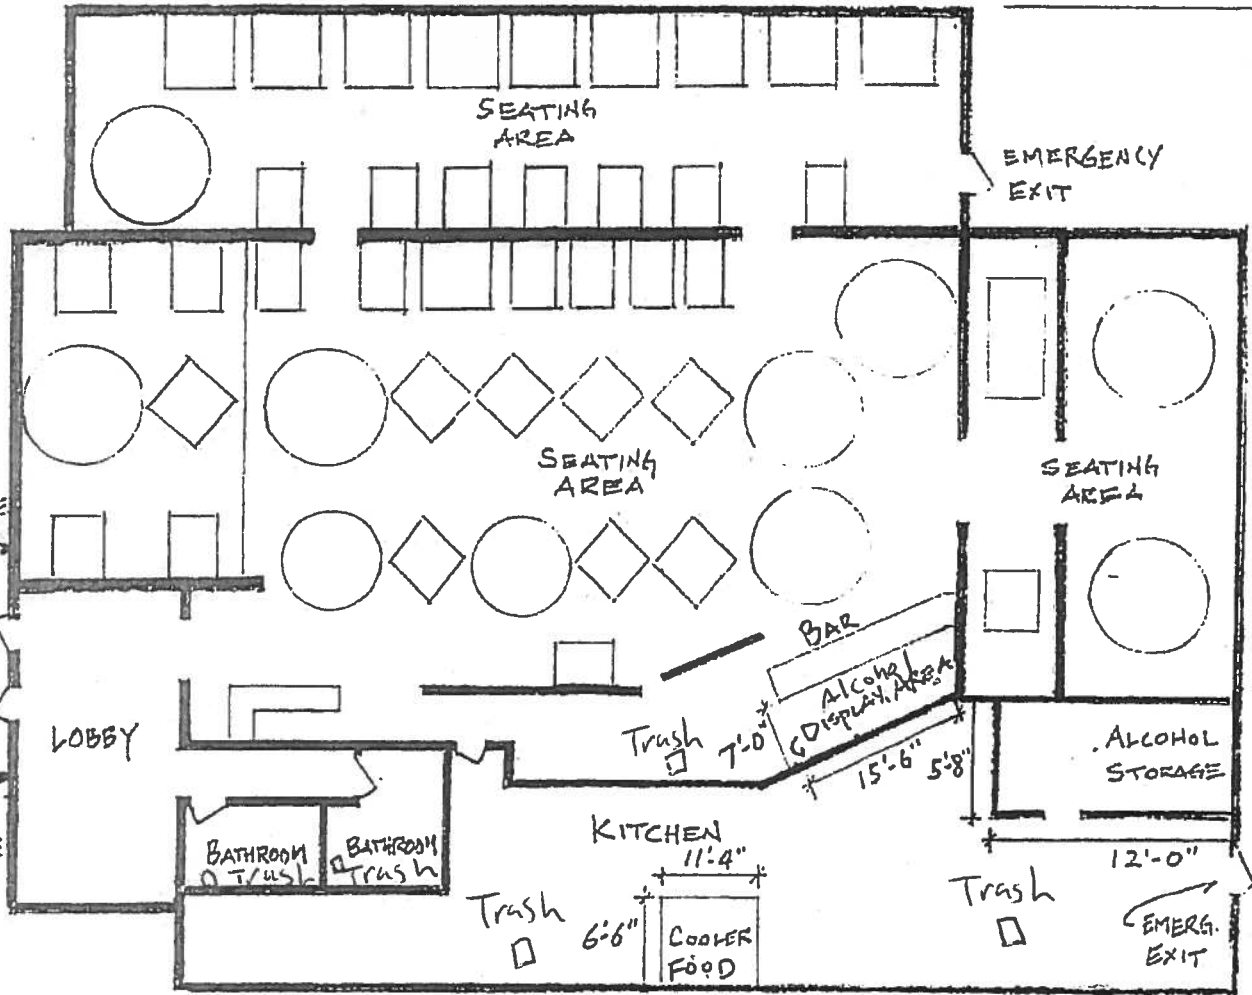 SEATING
AREA
EMERGENCY
EXIT
SEATING
AREA
SEATING
AREA
BAR
Alcohol
DISPLAY AREA
7'-0"
15'-6"
5'-8"
Trash
LOBBY
ALCOHOL
STORAGE
12'-0"
KITCHEN
11'-4"
BATHROOM
Trash
BATHROOM
Trash
Trash
6'-6"
COOLER
FOOD
Trash
EMERG.
EXIT